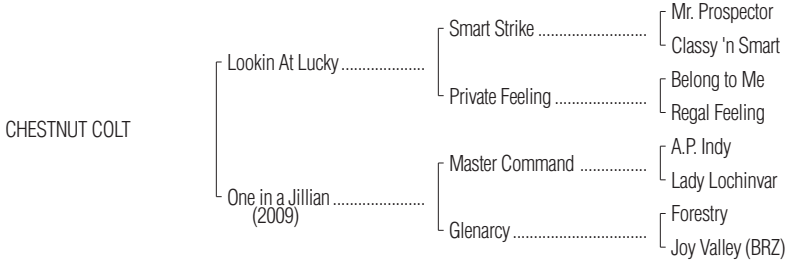 CHESTNUT COLT
Lookin At Lucky ....................
One in a Jillian ......................
(2009)
Smart Strike ..........................
Private Feeling ......................
Master Command ................
Glenarcy ................................
Mr. Prospector
Classy 'n Smart
Belong to Me
Regal Feeling
A.P. Indy
Lady Lochinvar
Forestry
Joy Valley (BRZ)